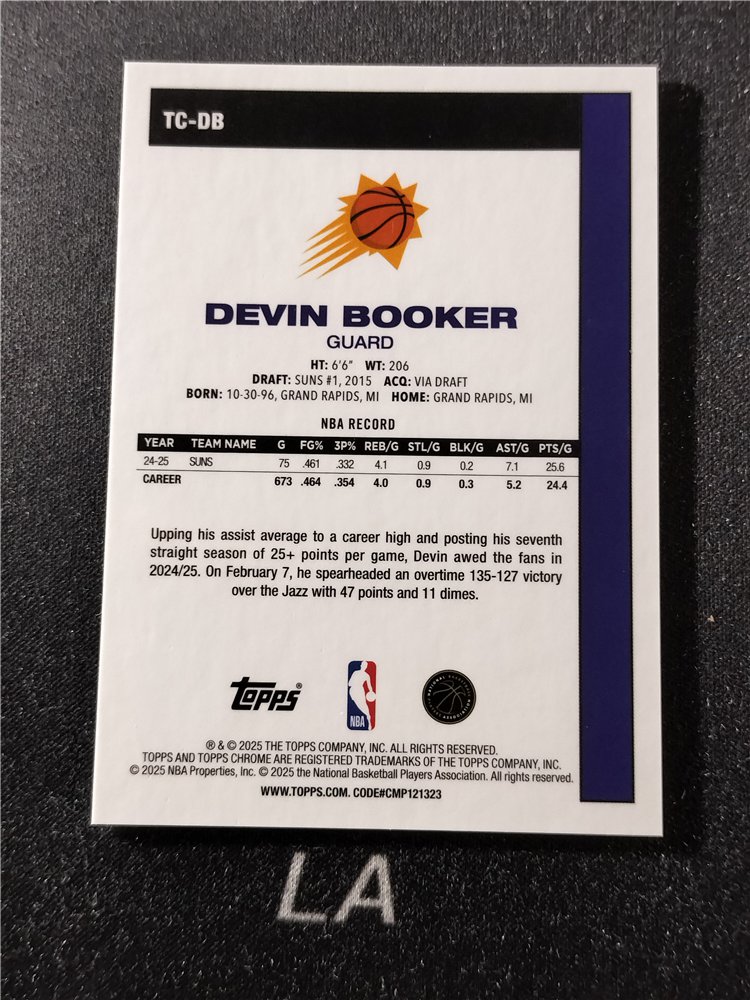 TC-DB
DEVIN BOOKER
GUARD
HT: 6'6" WT: 206
DRAFT: SUNS #1, 2015 ACQ: VIA DRAFT
BORN: 10-30-96, GRAND RAPIDS, MI HOME: GRAND RAPIDS, MI
NBA RECORD
YEAR TEAM NAME G FG% 3P% REB/G STL/G BLK/G AST/G PTS/G
24-25 SUNS 75 .461 .332 4.1 0.9 0.2 7.1 25.6
CAREER 673 .464 .354 4.0 0.9 0.3 5.2 24.4
Upping his assist average to a career high and posting his seventh
straight season of 25+ points per game, Devin awed the fans in
2024/25. On February 7, he spearheaded an overtime 135-127 victory
over the Jazz with 47 points and 11 dimes.
topps®
NBA
® & © 2025 THE TOPPS COMPANY, INC. ALL RIGHTS RESERVED.
TOPPS AND TOPPS CHROME ARE REGISTERED TRADEMARKS OF THE TOPPS COMPANY, INC.
© 2025 NBA Properties, Inc. © 2025 the National Basketball Players Association. All rights reserved.
WWW.TOPPS.COM. CODE#CMP121323
LA